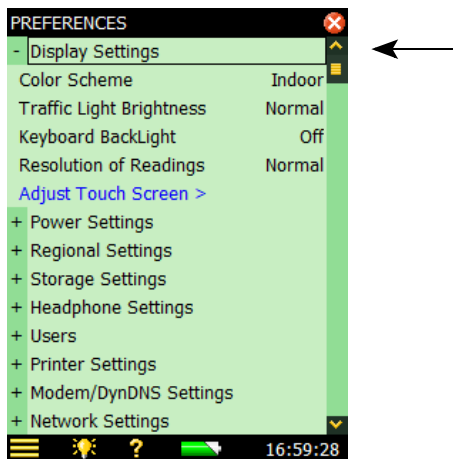 PREFERENCES
- Display Settings
Color Scheme Indoor
Traffic Light Brightness Normal
Keyboard BackLight Off
Resolution of Readings Normal
Adjust Touch Screen >
+ Power Settings
+ Regional Settings
+ Storage Settings
+ Headphone Settings
+ Users
+ Printer Settings
+ Modem/DynDNS Settings
+ Network Settings
? 16:59:28